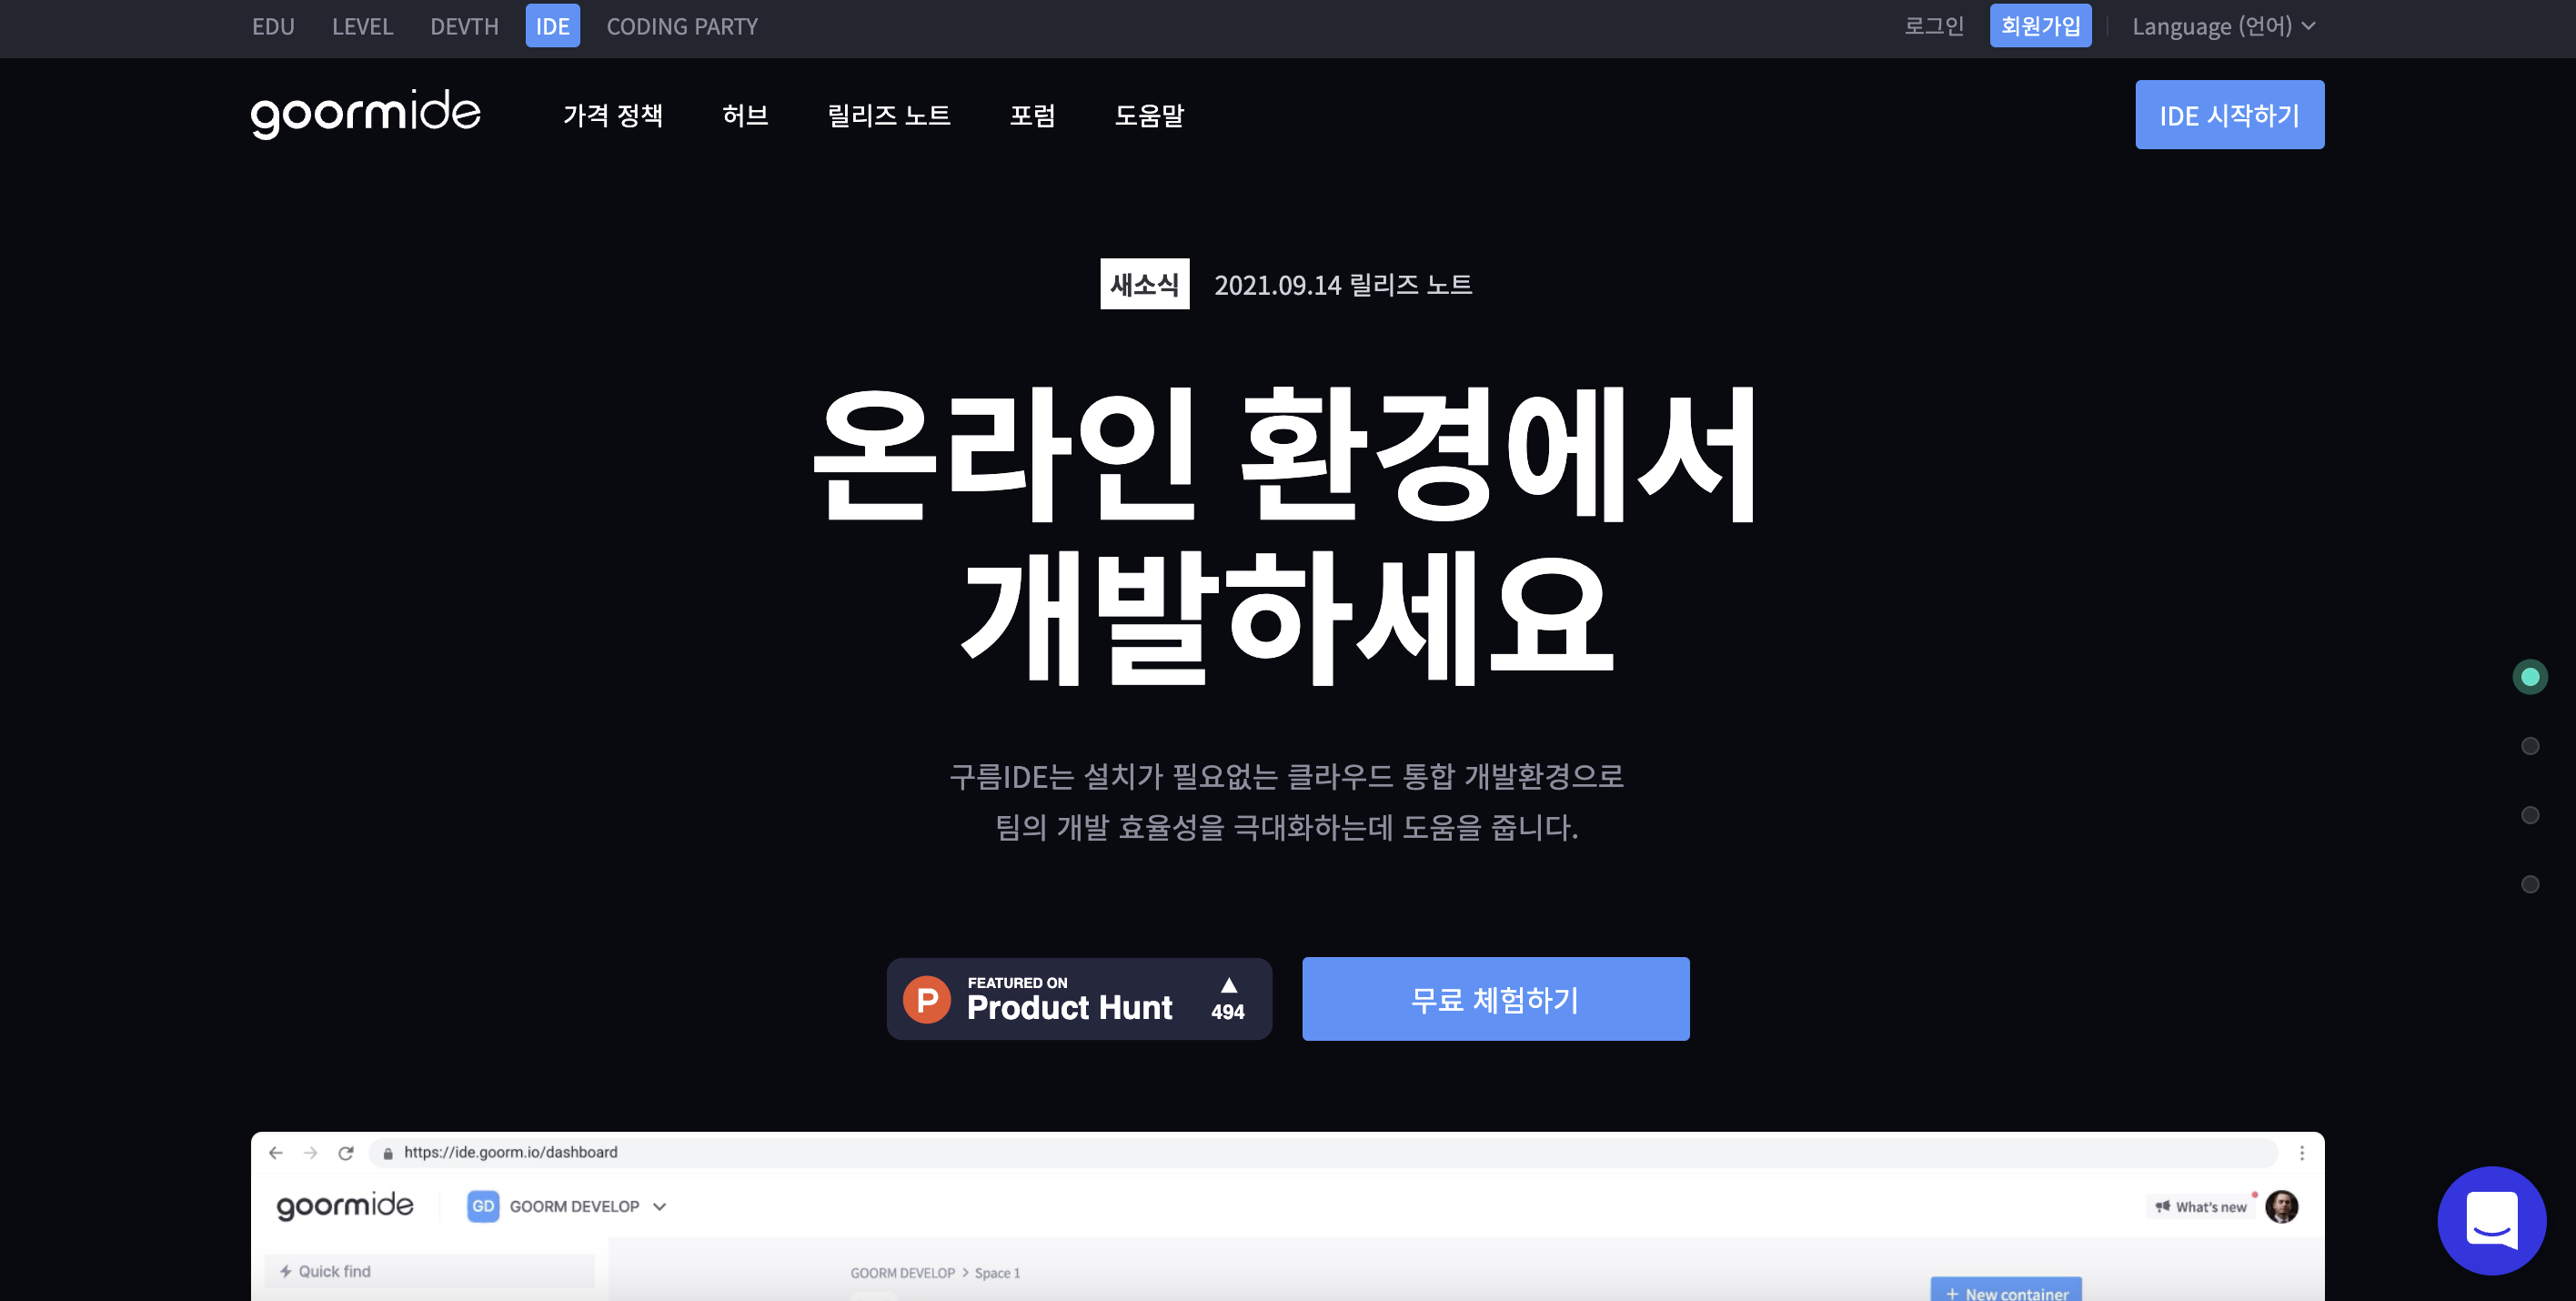 EDU LEVEL DEVTH IDE CODING PARTY 로그인 회원가입 Language (언어)
goormide 가격 정책 허브 릴리즈 노트 포럼 도움말 IDE 시작하기
새소식 2021.09.14 릴리즈 노트
온라인 환경에서
개발하세요
구름IDE는 설치가 필요없는 클라우드 통합 개발환경으로
팀의 개발 효율성을 극대화하는데 도움을 줍니다.
P FEATURED ON
Product Hunt 494 무료 체험하기
https://ide.goorm.io/dashboard
goormide GD GOORM DEVELOP What's new
Quick find GOORM DEVELOP > Space 1
+ New container